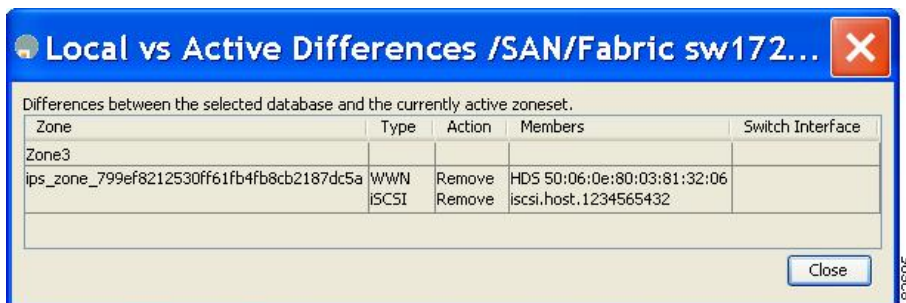 Local vs Active Differences /SAN/Fabric sw172...
Differences between the selected database and the currently active zoneset.
Zone Type Action Members Switch Interface
Zone3
ips_zone_799ef8212530ff61fb4fb8cb2187dc5a WWN Remove HDS 50:06:0e:80:03:81:32:06
iSCSI Remove iscsi.host.1234565432
Close